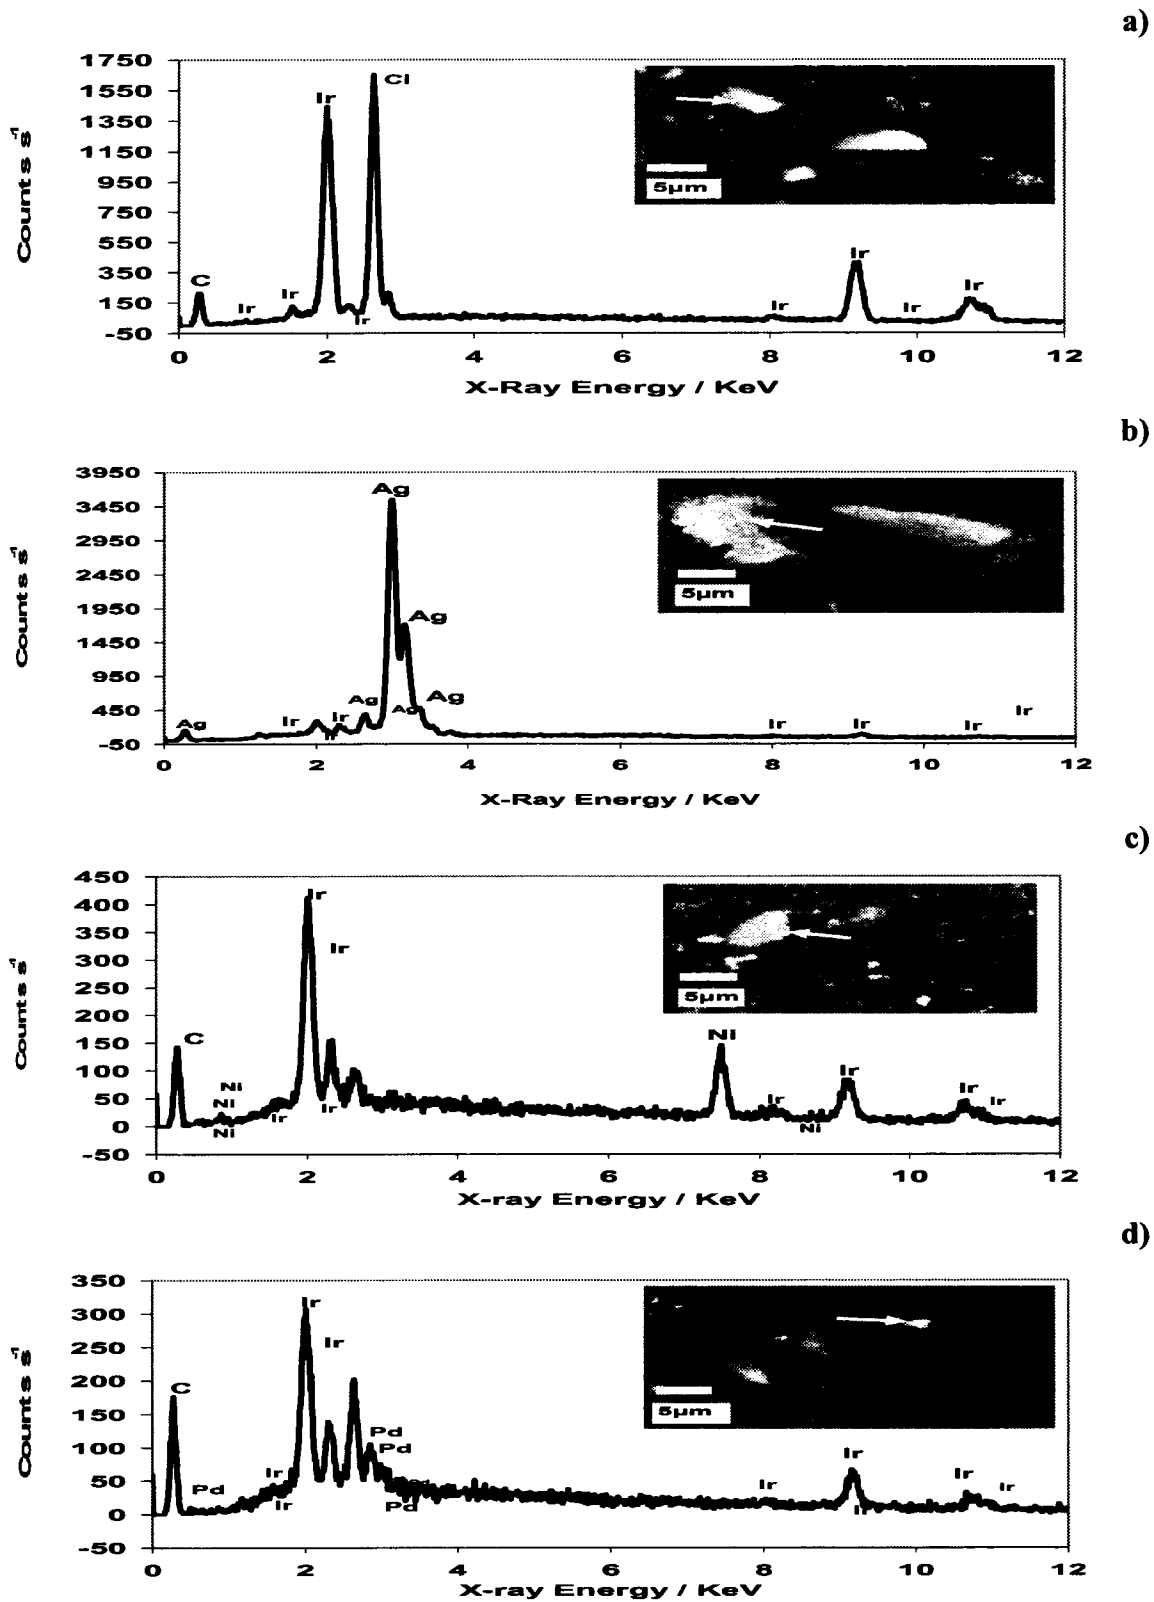 a)
1750
1550
1350
1150
950
750
550
350
150
-50
Counts s⁻¹
C
Ir
Ir
Ir
Ir
Cl
Ir
Ir
Ir
Ir
5µm
0 2 4 6 8 10 12
X-Ray Energy / KeV
b)
3950
3450
2950
2450
1950
1450
950
450
-50
Counts s⁻¹
Ag
Ir
Ir
Ir
Ag
Ag
Ag
Ag
Ag
Ir
Ir
Ir
Ir
5µm
0 2 4 6 8 10 12
X-Ray Energy / KeV
c)
450
400
350
300
250
200
150
100
50
0
-50
Counts s⁻¹
C
Ni
Ni
Ni
Ir
Ir
Ir
Ir
Ni
Ir
Ni
Ir
Ir
Ir
5µm
0 2 4 6 8 10 12
X-ray Energy / KeV
d)
350
300
250
200
150
100
50
0
-50
Counts s⁻¹
C
Pd
Ir
Ir
Ir
Ir
Pd
Pd
Pd
Ir
Ir
Ir
Ir
Ir
5µm
0 2 4 6 8 10 12
X-ray Energy / KeV